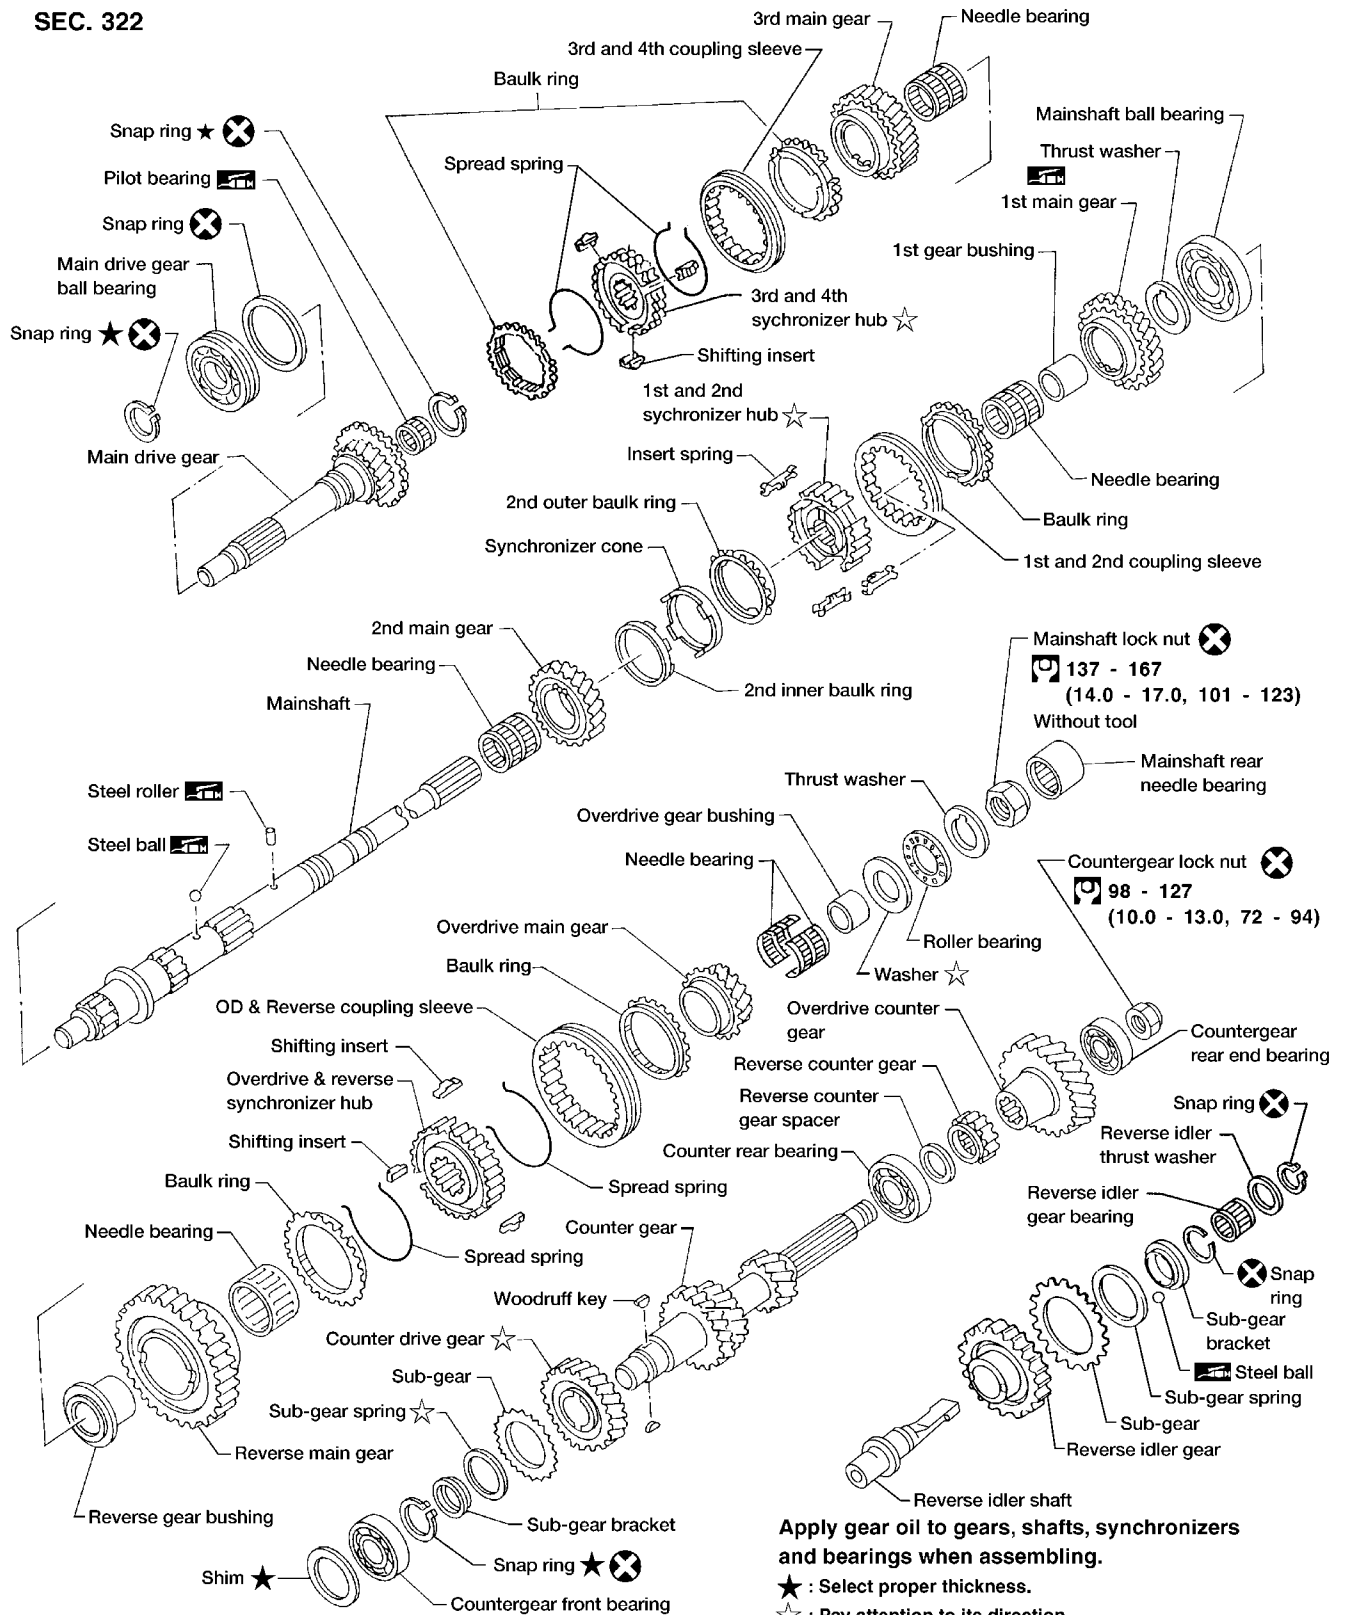 SEC. 322
3rd main gear
Needle bearing
3rd and 4th coupling sleeve
Baulk ring
Snap ring ★
Mainshaft ball bearing
Spread spring
Thrust washer
Pilot bearing
1st main gear
Snap ring
1st gear bushing
Main drive gear
ball bearing
3rd and 4th
sychronizer hub ☆
Snap ring ★
Shifting insert
1st and 2nd
sychronizer hub ☆
Main drive gear
Insert spring
Needle bearing
2nd outer baulk ring
Baulk ring
Synchronizer cone
1st and 2nd coupling sleeve
2nd main gear
Mainshaft lock nut
137 - 167
(14.0 - 17.0, 101 - 123)
Without tool
Needle bearing
2nd inner baulk ring
Mainshaft
Mainshaft rear
needle bearing
Steel roller
Thrust washer
Overdrive gear bushing
Steel ball
Needle bearing
Countergear lock nut
98 - 127
(10.0 - 13.0, 72 - 94)
Overdrive main gear
Roller bearing
Baulk ring
Washer ☆
OD & Reverse coupling sleeve
Overdrive counter
gear
Shifting insert
Countergear
rear end bearing
Overdrive & reverse
synchronizer hub
Reverse counter gear
Reverse counter
gear spacer
Snap ring
Shifting insert
Counter rear bearing
Reverse idler
thrust washer
Baulk ring
Spread spring
Reverse idler
gear bearing
Needle bearing
Counter gear
Spread spring
Snap
ring
Woodruff key
Sub-gear
bracket
Counter drive gear ☆
Steel ball
Sub-gear
Sub-gear spring
Sub-gear spring ☆
Sub-gear
Reverse main gear
Reverse idler gear
Reverse idler shaft
Reverse gear bushing
Sub-gear bracket
Snap ring ★
Shim ★
Countergear front bearing
Apply gear oil to gears, shafts, synchronizers
and bearings when assembling.
★ : Select proper thickness.
☆ : Pay attention to its direction.